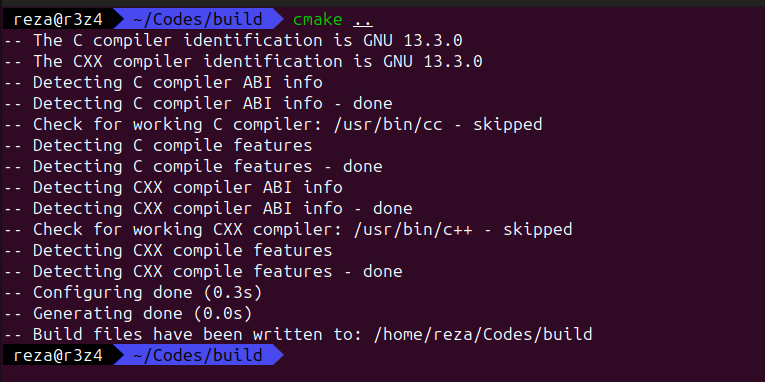 reza@r3z4 ~/Codes/build cmake ..
-- The C compiler identification is GNU 13.3.0
-- The CXX compiler identification is GNU 13.3.0
-- Detecting C compiler ABI info
-- Detecting C compiler ABI info - done
-- Check for working C compiler: /usr/bin/cc - skipped
-- Detecting C compile features
-- Detecting C compile features - done
-- Detecting CXX compiler ABI info
-- Detecting CXX compiler ABI info - done
-- Check for working CXX compiler: /usr/bin/c++ - skipped
-- Detecting CXX compile features
-- Detecting CXX compile features - done
-- Configuring done (0.3s)
-- Generating done (0.0s)
-- Build files have been written to: /home/reza/Codes/build
reza@r3z4 ~/Codes/build